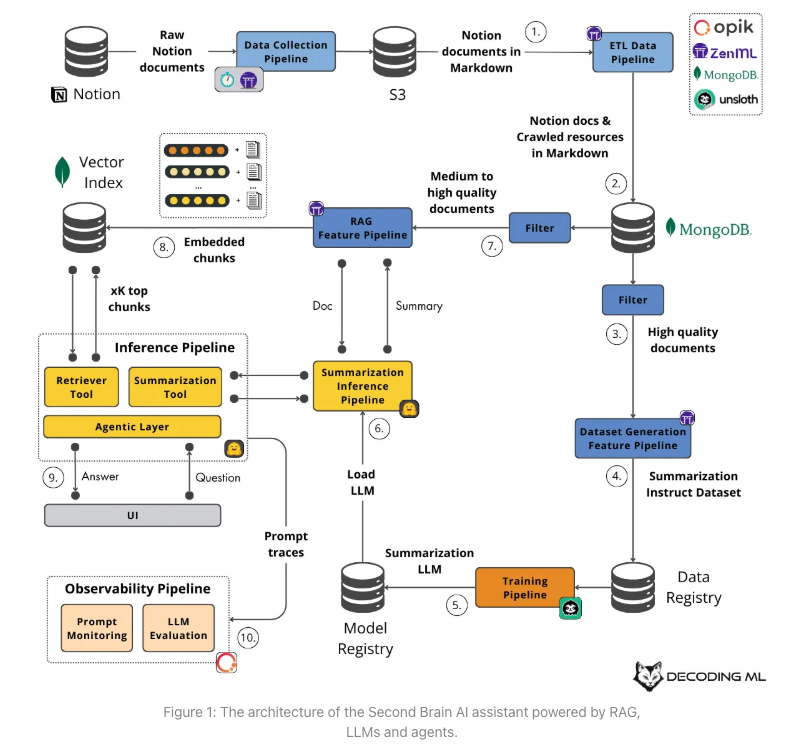 Raw
Notion
documents
Data Collection
Pipeline
Notion
documents in
Markdown
1.
ETL Data
Pipeline
opik
ZenML
MongoDB.
unsloth
N Notion
S3
Notion docs &
Crawled resources
in Markdown
2.
Vector
Index
+
+
...
...
+
Medium to
high quality
documents
RAG
Feature Pipeline
Filter
MongoDB.
8.
Embedded
chunks
7.
Filter
xK top
chunks
Doc
Summary
3.
High quality
documents
Inference Pipeline
Retriever
Tool
Summarization
Tool
Summarization
Inference
Pipeline
Agentic Layer
6.
Dataset Generation
Feature Pipeline
9.
Answer
Question
Load
LLM
4.
Summarization
Instruct Dataset
UI
Prompt
traces
Summarization
LLM
Training
Pipeline
5.
Data
Registry
Observability Pipeline
Prompt
Monitoring
LLM
Evaluation
10.
Model
Registry
DECODING ML
Figure 1: The architecture of the Second Brain AI assistant powered by RAG,
LLMs and agents.